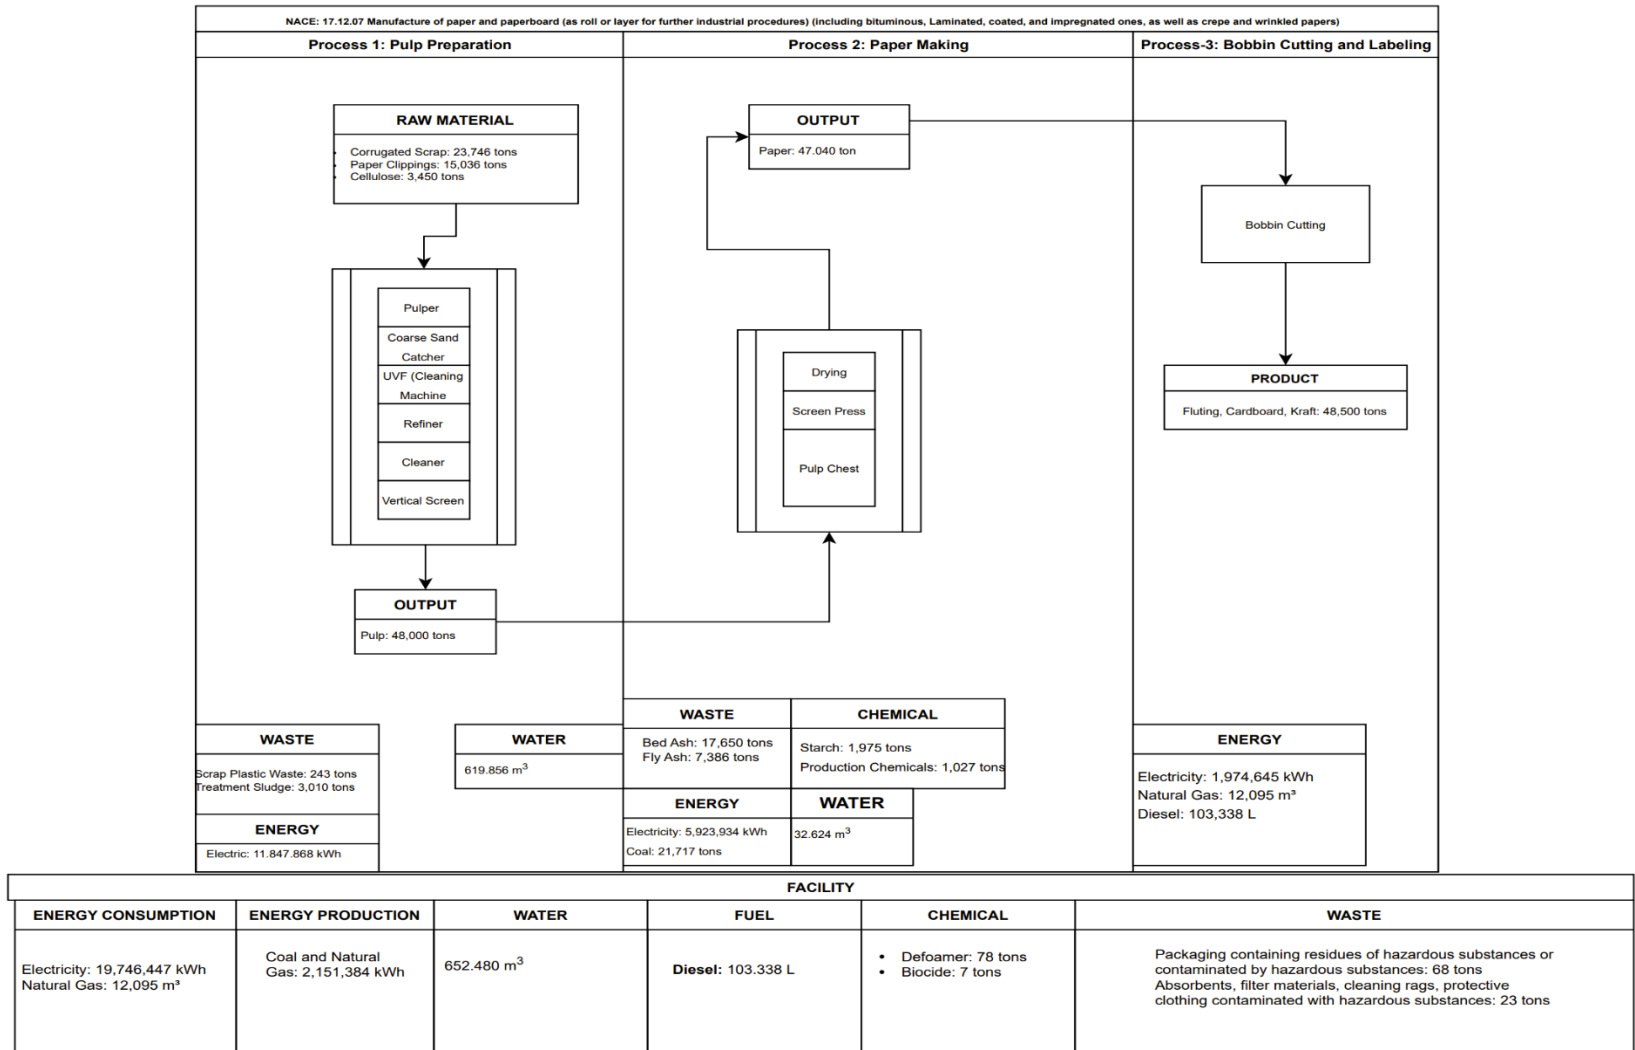 NACE: 17.12.07 Manufacture of paper and paperboard (as roll or layer for further industrial procedures) (including bituminous, Laminated, coated, and impregnated ones, as well as crepe and wrinkled papers)
Process 1: Pulp Preparation
RAW MATERIAL
• Corrugated Scrap: 23,746 tons
• Paper Clippings: 15,036 tons
• Cellulose: 3,450 tons
Pulper
Coarse Sand
Catcher
UVF (Cleaning
Machine
Refiner
Cleaner
Vertical Screen
OUTPUT
Pulp: 48,000 tons
WASTE
Scrap Plastic Waste: 243 tons
Treatment Sludge: 3,010 tons
ENERGY
Electric: 11.847.868 kWh
WATER
619.856 m³
Process 2: Paper Making
OUTPUT
Paper: 47.040 ton
Drying
Screen Press
Pulp Chest
WASTE
Bed Ash: 17,650 tons
Fly Ash: 7,386 tons
CHEMICAL
Starch: 1,975 tons
Production Chemicals: 1,027 tons
ENERGY
Electricity: 5,923,934 kWh
Coal: 21,717 tons
WATER
32.624 m³
Process-3: Bobbin Cutting and Labeling
Bobbin Cutting
PRODUCT
Fluting, Cardboard, Kraft: 48,500 tons
ENERGY
Electricity: 1,974,645 kWh
Natural Gas: 12,095 m³
Diesel: 103,338 L
FACILITY
ENERGY CONSUMPTION
Electricity: 19,746,447 kWh
Natural Gas: 12,095 m³
ENERGY PRODUCTION
Coal and Natural
Gas: 2,151,384 kWh
WATER
652.480 m³
FUEL
Diesel: 103.338 L
CHEMICAL
• Defoamer: 78 tons
• Biocide: 7 tons
WASTE
Packaging containing residues of hazardous substances or
contaminated by hazardous substances: 68 tons
Absorbents, filter materials, cleaning rags, protective
clothing contaminated with hazardous substances: 23 tons